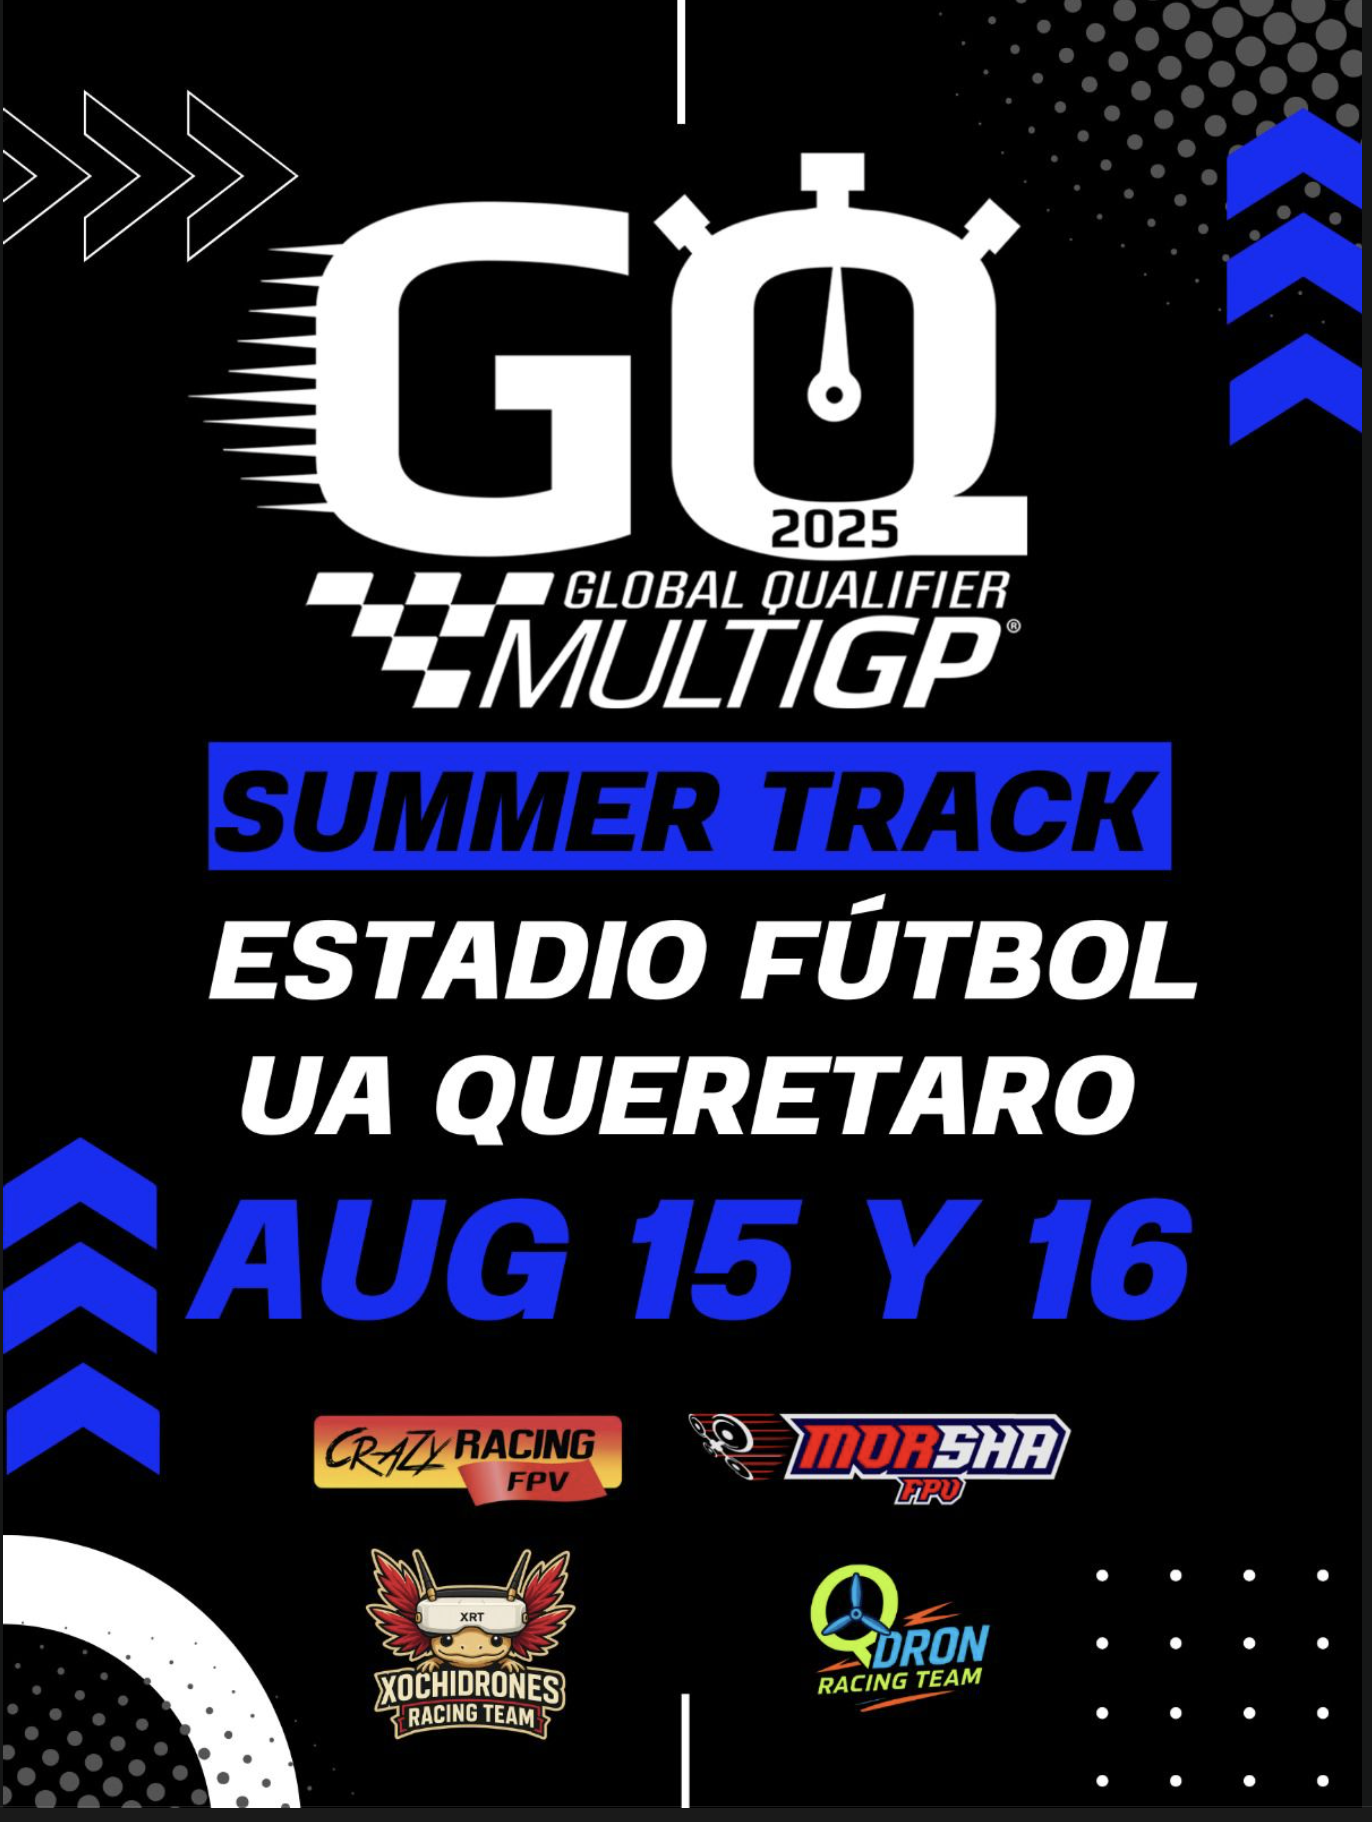 GQ
2025
GLOBAL QUALIFIER
MULTIGP®
SUMMER TRACK
ESTADIO FÚTBOL
UA QUERETARO
AUG 15 Y 16
CRAZY RACING
FPV
MORSHA
FPV
XRT
XOCHIDRONES
RACING TEAM
QDRON
RACING TEAM